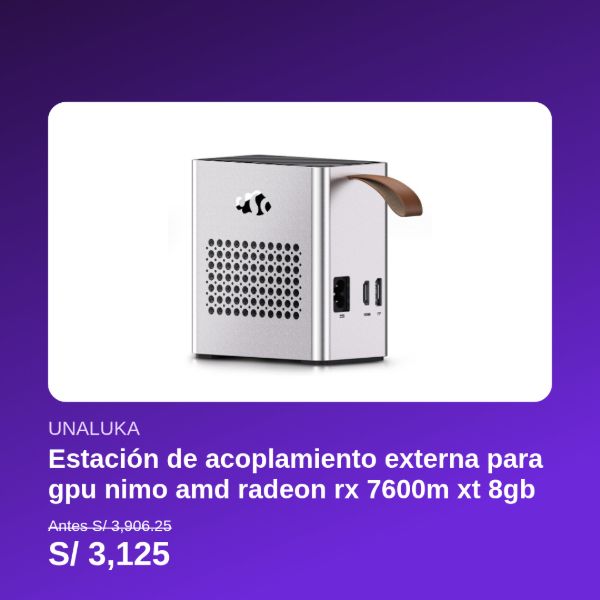 UNALUKA
Estación de acoplamiento externa para
gpu nimo amd radeon rx 7600m xt 8gb
Antes S/ 3,906.25
S/ 3,125